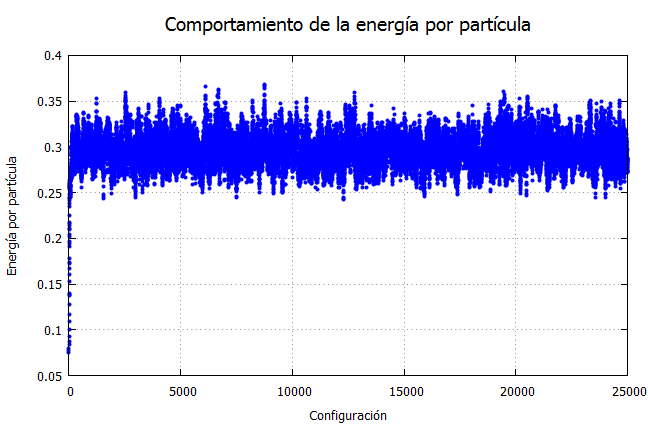 Comportamiento de la energía por partícula
0.4
0.35
0.3
0.25
0.2
0.15
0.1
0.05
Energía por partícula
0 5000 10000 15000 20000 25000
Configuración